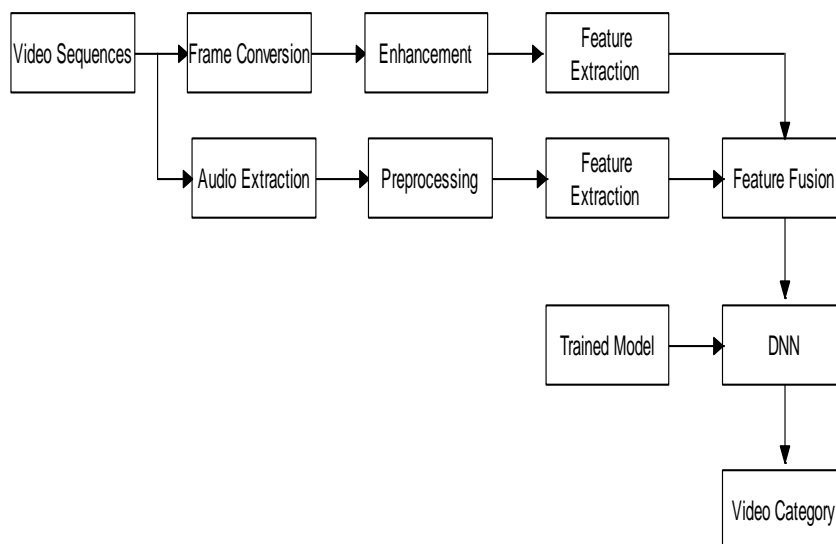 Video Sequences
Frame Conversion
Enhancement
Feature
Extraction
Audio Extraction
Preprocessing
Feature
Extraction
Feature Fusion
Trained Model
DNN
Video Category